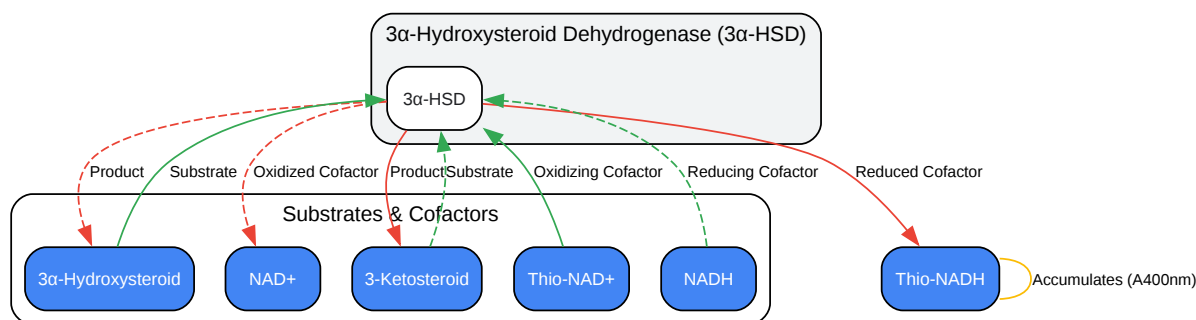 3α-Hydroxysteroid Dehydrogenase (3α-HSD)
3α-HSD
Product
Substrate
Oxidized Cofactor
Product
Substrate
Oxidizing Cofactor
Reducing Cofactor
Reduced Cofactor
Substrates & Cofactors
3α-Hydroxysteroid
NAD+
3-Ketosteroid
Thio-NAD+
NADH
Thio-NADH
Accumulates (A400nm)